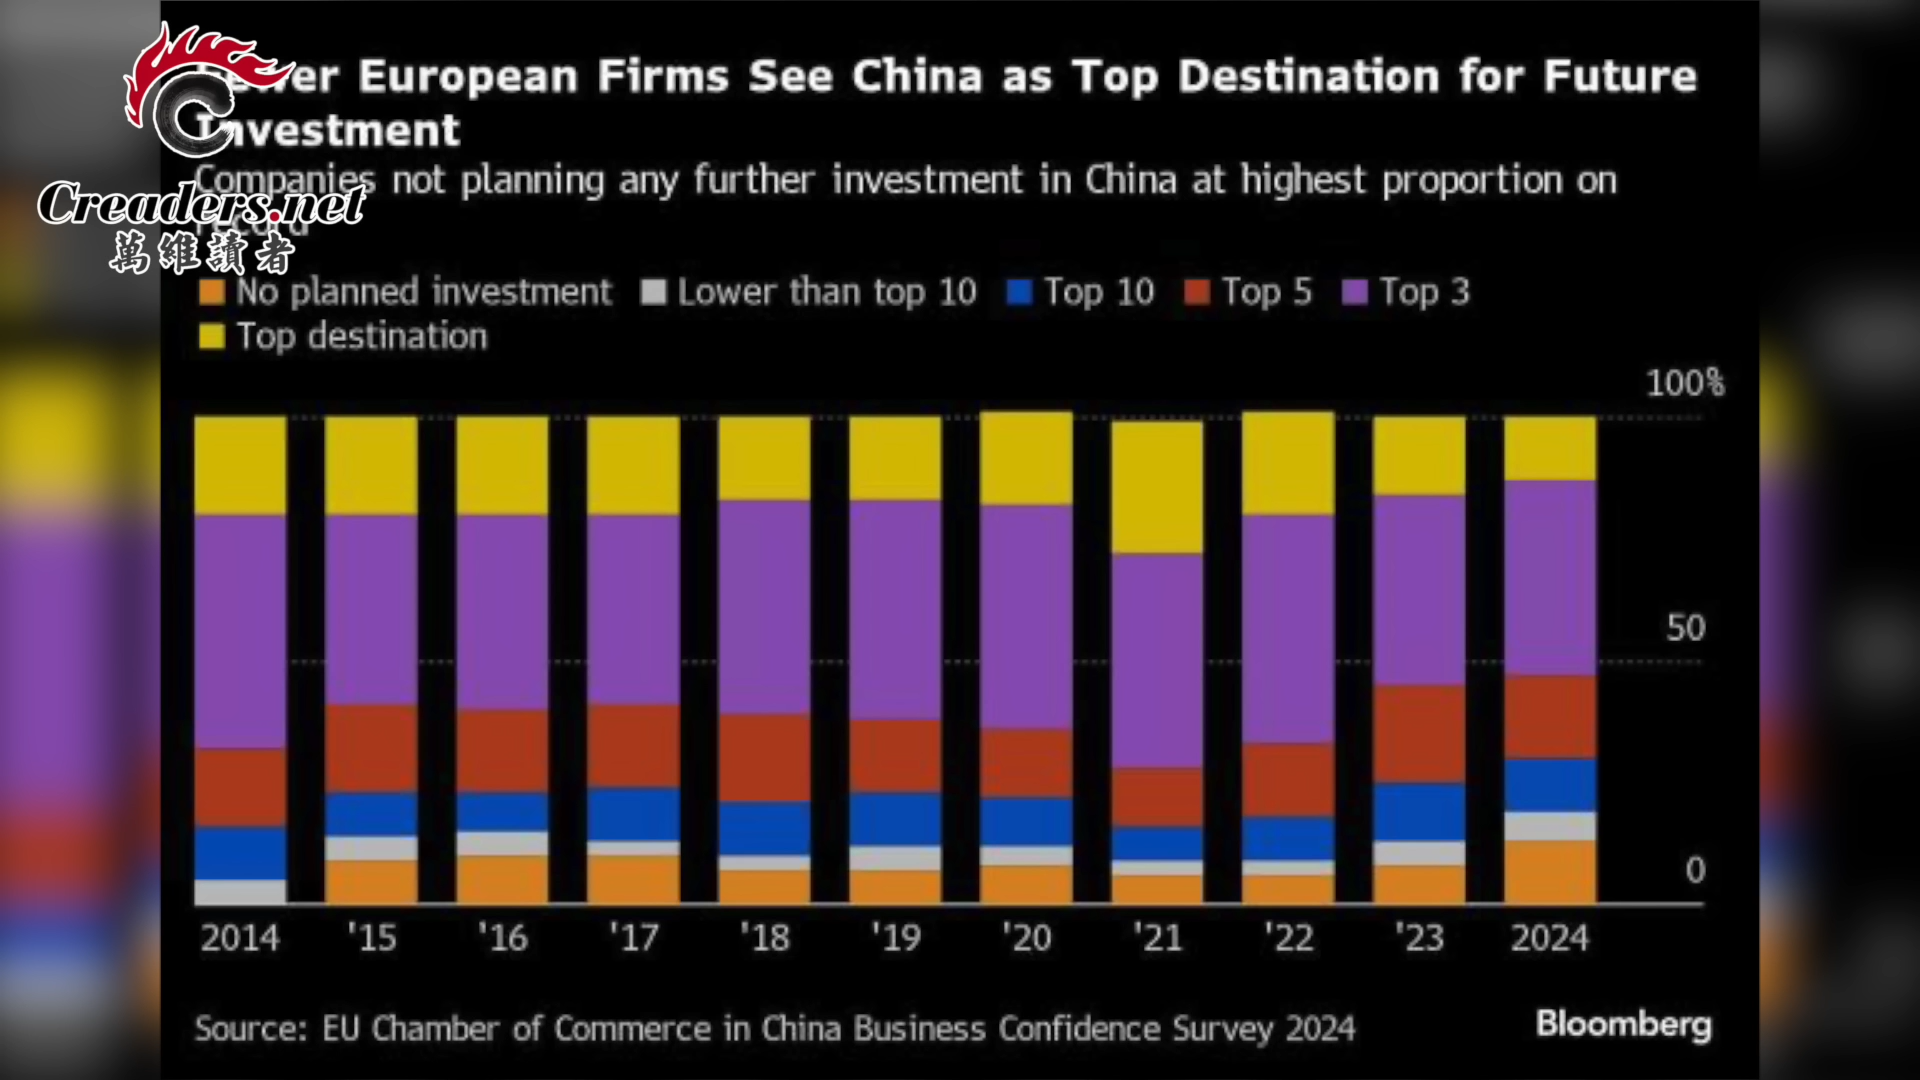 Fewer European Firms See China as Top Destination for Future
Investment
Companies not planning any further investment in China at highest proportion on
record
Creaders.net
萬維讀者
No planned investment Lower than top 10 Top 10 Top 5 Top 3
Top destination
100%
50
0
2014 '15 '16 '17 '18 '19 '20 '21 '22 '23 2024
Source: EU Chamber of Commerce in China Business Confidence Survey 2024
Bloomberg